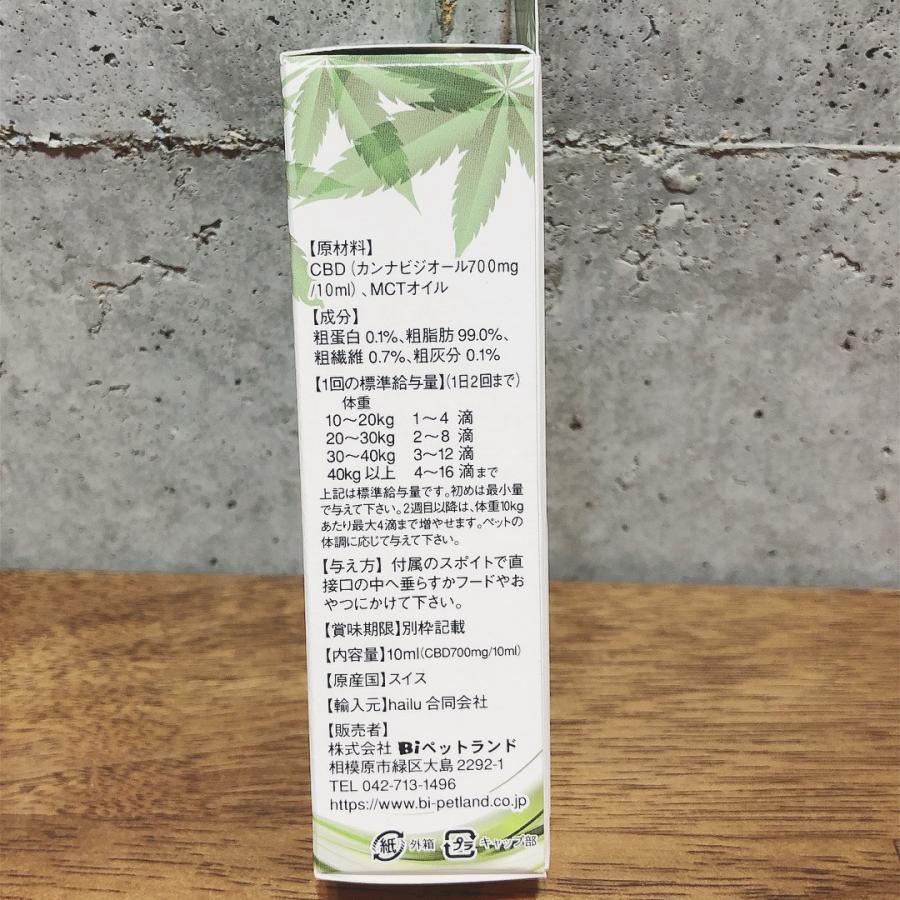 【原材料】
CBD（カンナビジオール700mg
/10ml）、MCTオイル
【成分】
粗蛋白 0.1%、粗脂肪 99.0%、
粗繊維 0.7%、粗灰分 0.1%
【1回の標準給与量】(1日2回まで)
体重
10～20kg 1～4 滴
20～30kg 2～8 滴
30～40kg 3～12 滴
40kg 以上 4～16 滴まで
上記は標準給与量です。初めは最小量
で与えて下さい。2週目以降は、体重10kg
あたり最大4滴まで増やせます。ペットの
体調に応じて与えて下さい。
【与え方】付属のスポイトで直
接口の中へ垂らすかフードやお
やつにかけて下さい。
【賞味期限】別枠記載
【内容量】10ml(CBD700mg/10ml)
【原産国】スイス
【輸入元】hailu 合同会社
【販売者】
株式会社 Biペットランド
相模原市緑区大島 2292-1
TEL 042-713-1496
https://www.bi-petland.co.jp
紙 外箱 プラ キャップ部